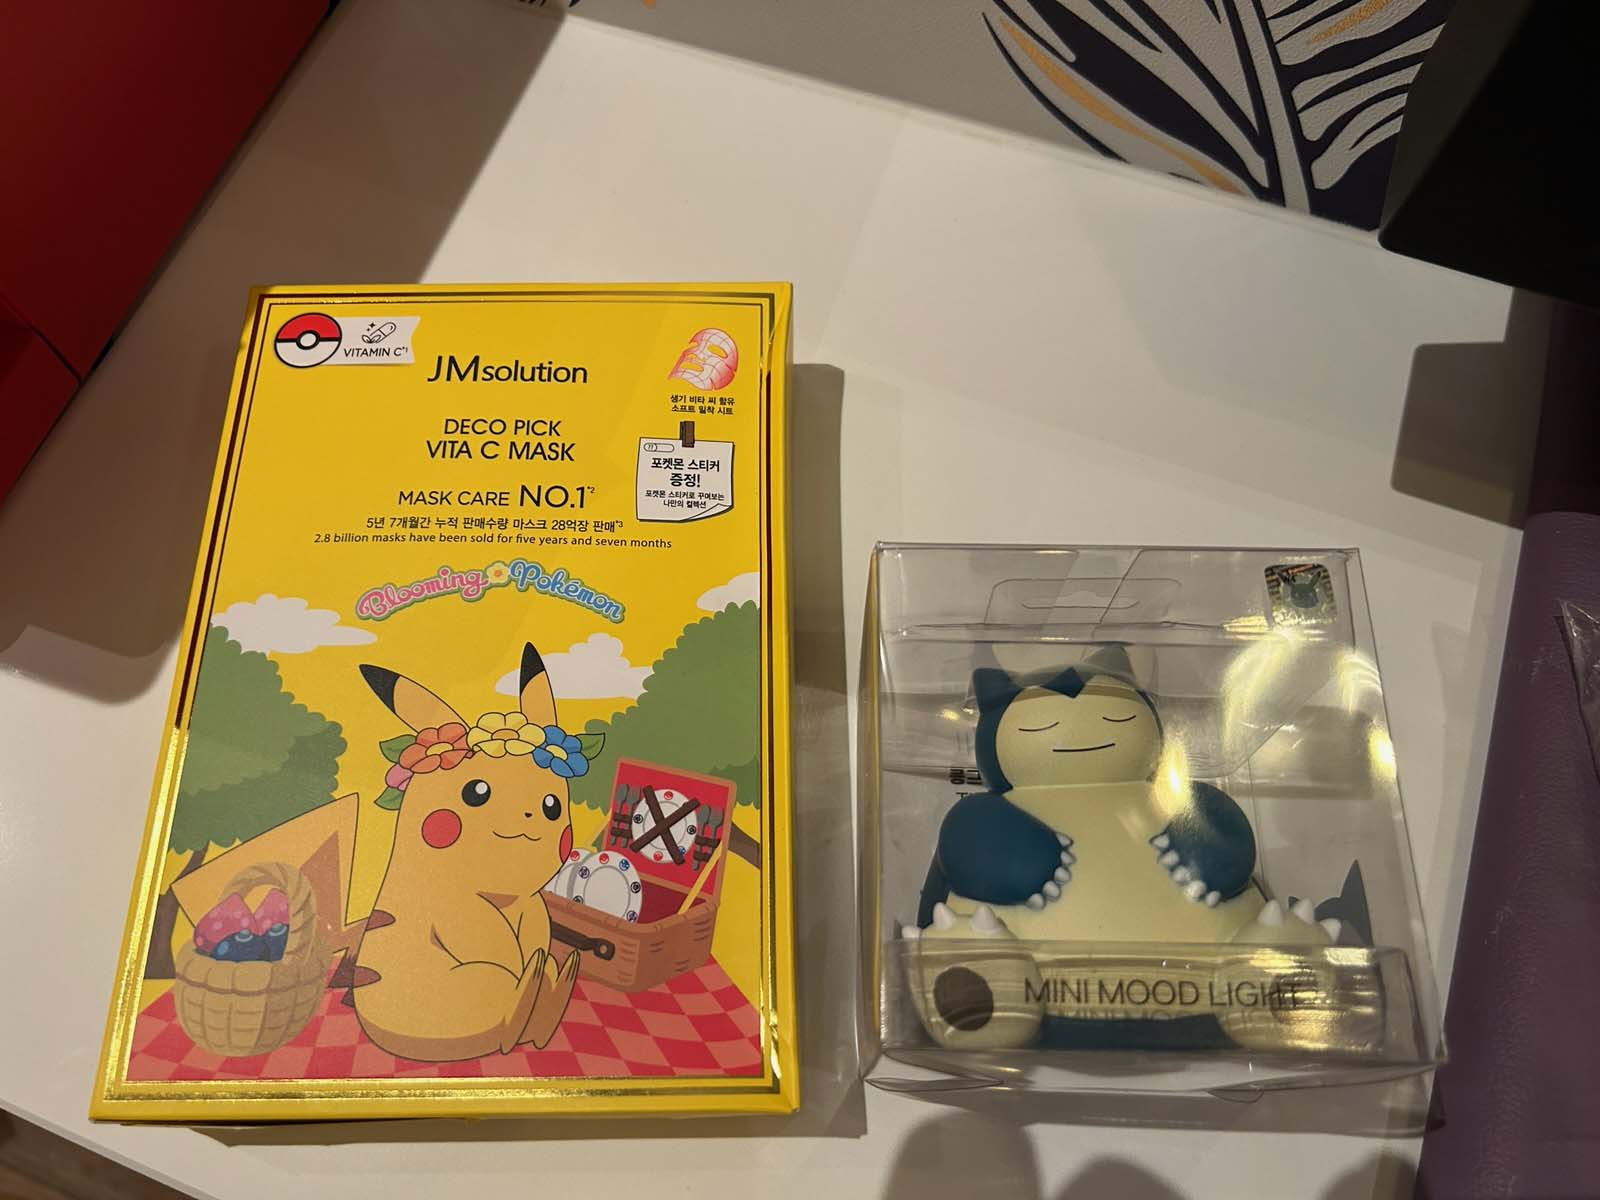 VITAMIN C*1
JMsolution
생기 비타 씨 함유
소프트 밀착 시트
DECO PICK
VITA C MASK
포켓몬 스티커
증정!
포켓몬 스티커로 꾸며보는
나만의 컬렉션
MASK CARE NO.1*2
5년 7개월간 누적 판매수량 마스크 28억장 판매*3
2.8 billion masks have been sold for five years and seven months
Blooming Pokémon
MINI MOOD LIGHT